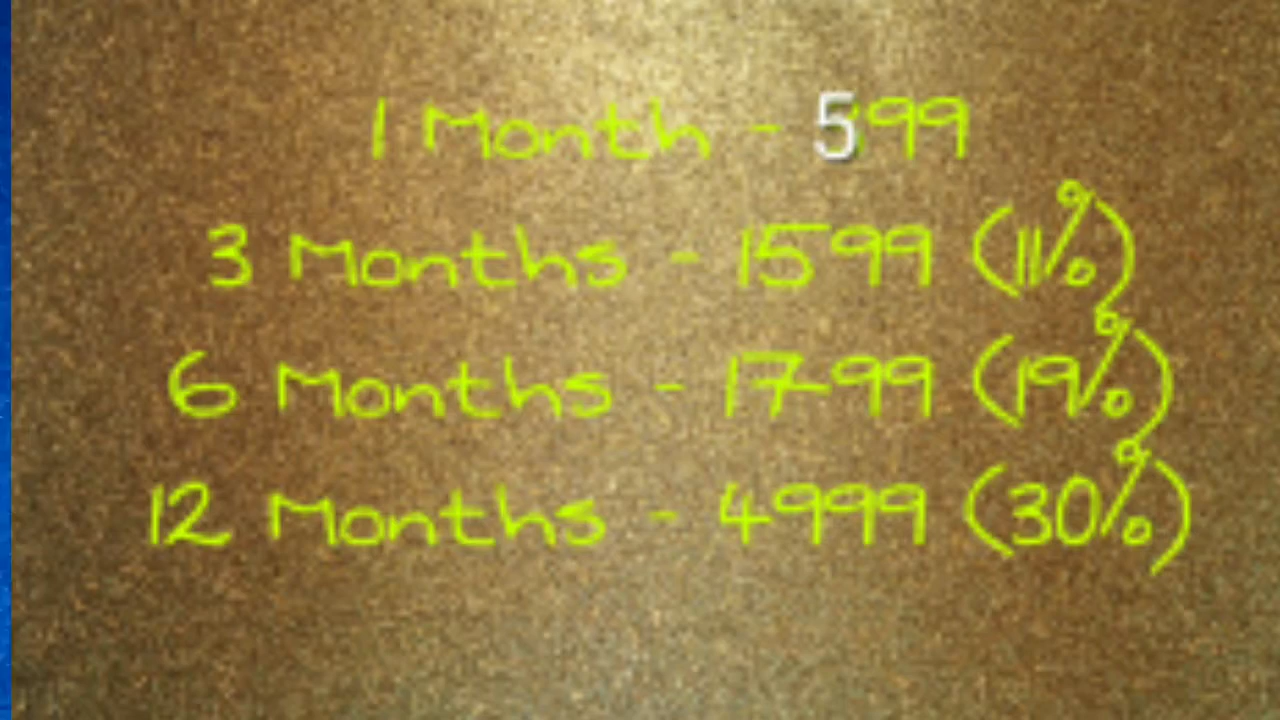 1 Month - 599
3 Months - 1599 (11%)
6 Months - 1799 (19%)
12 Months - 4999 (30%)